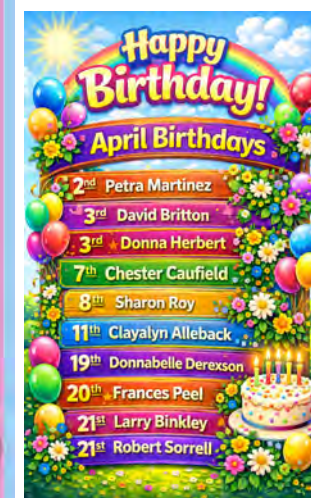 Happy
Birthday!
April Birthdays
2nd Petra Martinez
3rd David Britton
3rd Donna Herbert
7th Chester Caufield
8th Sharon Roy
11th Clayalyn Alleback
19th Donnabelle Derexson
20th Frances Peel
21st Larry Binkley
21st Robert Sorrell